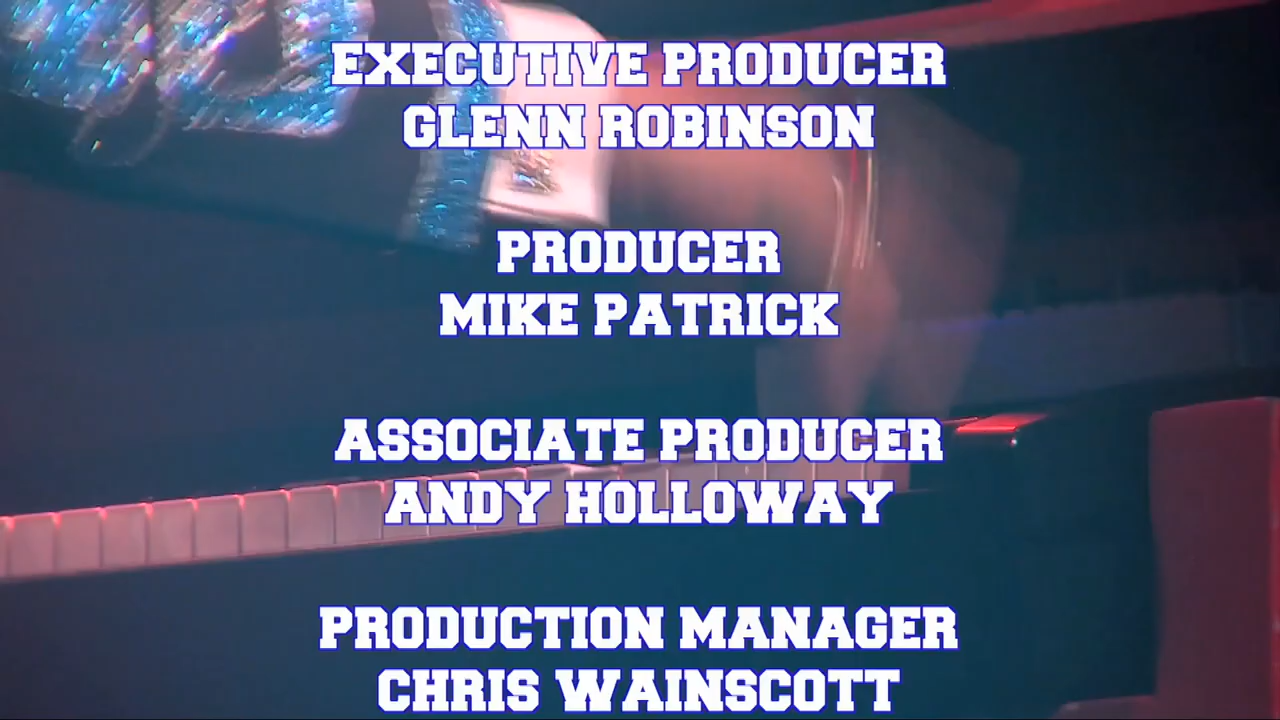 EXECUTIVE PRODUCER
GLENN ROBINSON
PRODUCER
MIKE PATRICK
ASSOCIATE PRODUCER
ANDY HOLLOWAY
PRODUCTION MANAGER
CHRIS WAINSCOTT